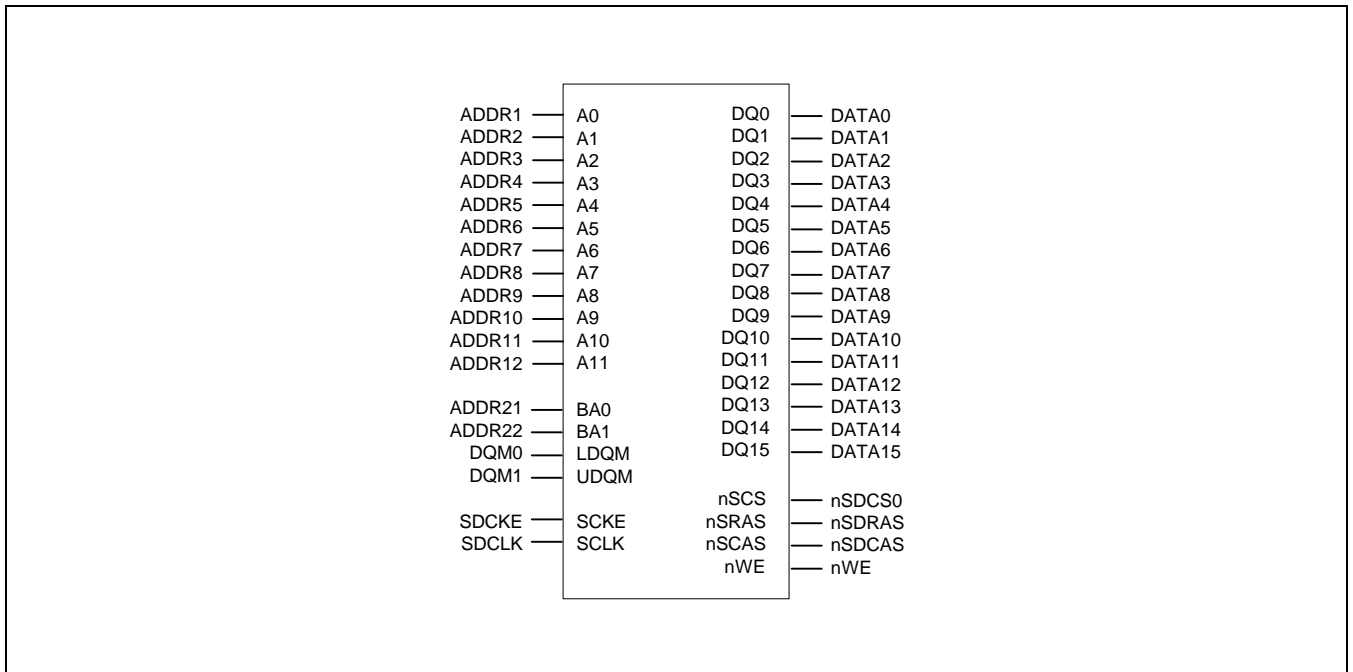 ADDR1 A0 DQ0 DATA0
ADDR2 A1 DQ1 DATA1
ADDR3 A2 DQ2 DATA2
ADDR4 A3 DQ3 DATA3
ADDR5 A4 DQ4 DATA4
ADDR6 A5 DQ5 DATA5
ADDR7 A6 DQ6 DATA6
ADDR8 A7 DQ7 DATA7
ADDR9 A8 DQ8 DATA8
ADDR10 A9 DQ9 DATA9
ADDR11 A10 DQ10 DATA10
ADDR12 A11 DQ11 DATA11
DQ12 DATA12
ADDR21 BA0 DQ13 DATA13
ADDR22 BA1 DQ14 DATA14
DQM0 LDQM DQ15 DATA15
DQM1 UDQM
nSCS nSDCS0
SDCKE SCKE nSRAS nSDRAS
SDCLK SCLK nSCAS nSDCAS
nWE nWE